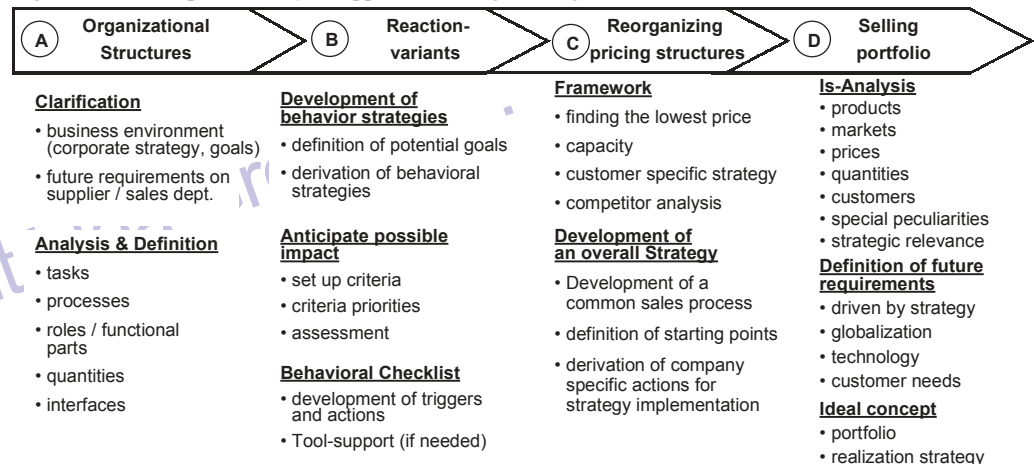 A Organizational Structures
B Reaction-variants
C Reorganizing pricing structures
D Selling portfolio
Clarification
• business environment
(corporate strategy, goals)
• future requirements on
supplier / sales dept.
Analysis & Definition
• tasks
• processes
• roles / functional
parts
• quantities
• interfaces
Development of
behavior strategies
• definition of potential goals
• derivation of behavioral
strategies
Anticipate possible
impact
• set up criteria
• criteria priorities
• assessment
Behavioral Checklist
• development of triggers
and actions
• Tool-support (if needed)
Framework
• finding the lowest price
• capacity
• customer specific strategy
• competitor analysis
Development of
an overall Strategy
• Development of a
common sales process
• definition of starting points
• derivation of company
specific actions for
strategy implementation
Is-Analysis
• products
• markets
• prices
• quantities
• customers
• special peculiarities
• strategic relevance
Definition of future
requirements
• driven by strategy
• globalization
• technology
• customer needs
Ideal concept
• portfolio
• realization strategy